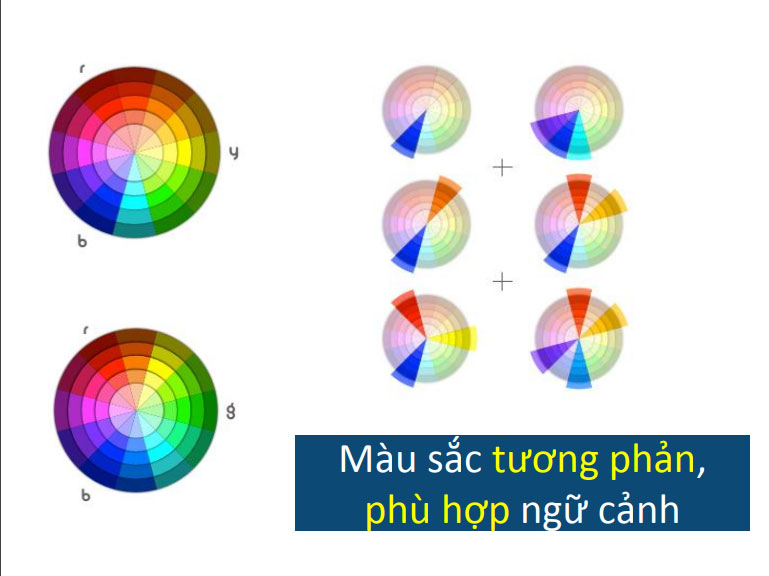 r
y
b
r
g
b
Màu sắc tương phản,
phù hợp ngữ cảnh